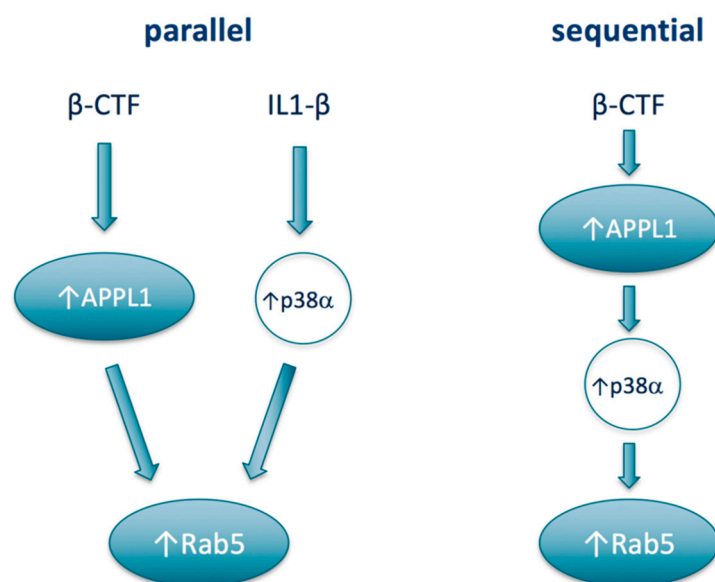 parallel
sequential
β-CTF
IL1-β
β-CTF
↑APPL1
↑p38α
↑APPL1
↑p38α
↑Rab5
↑Rab5